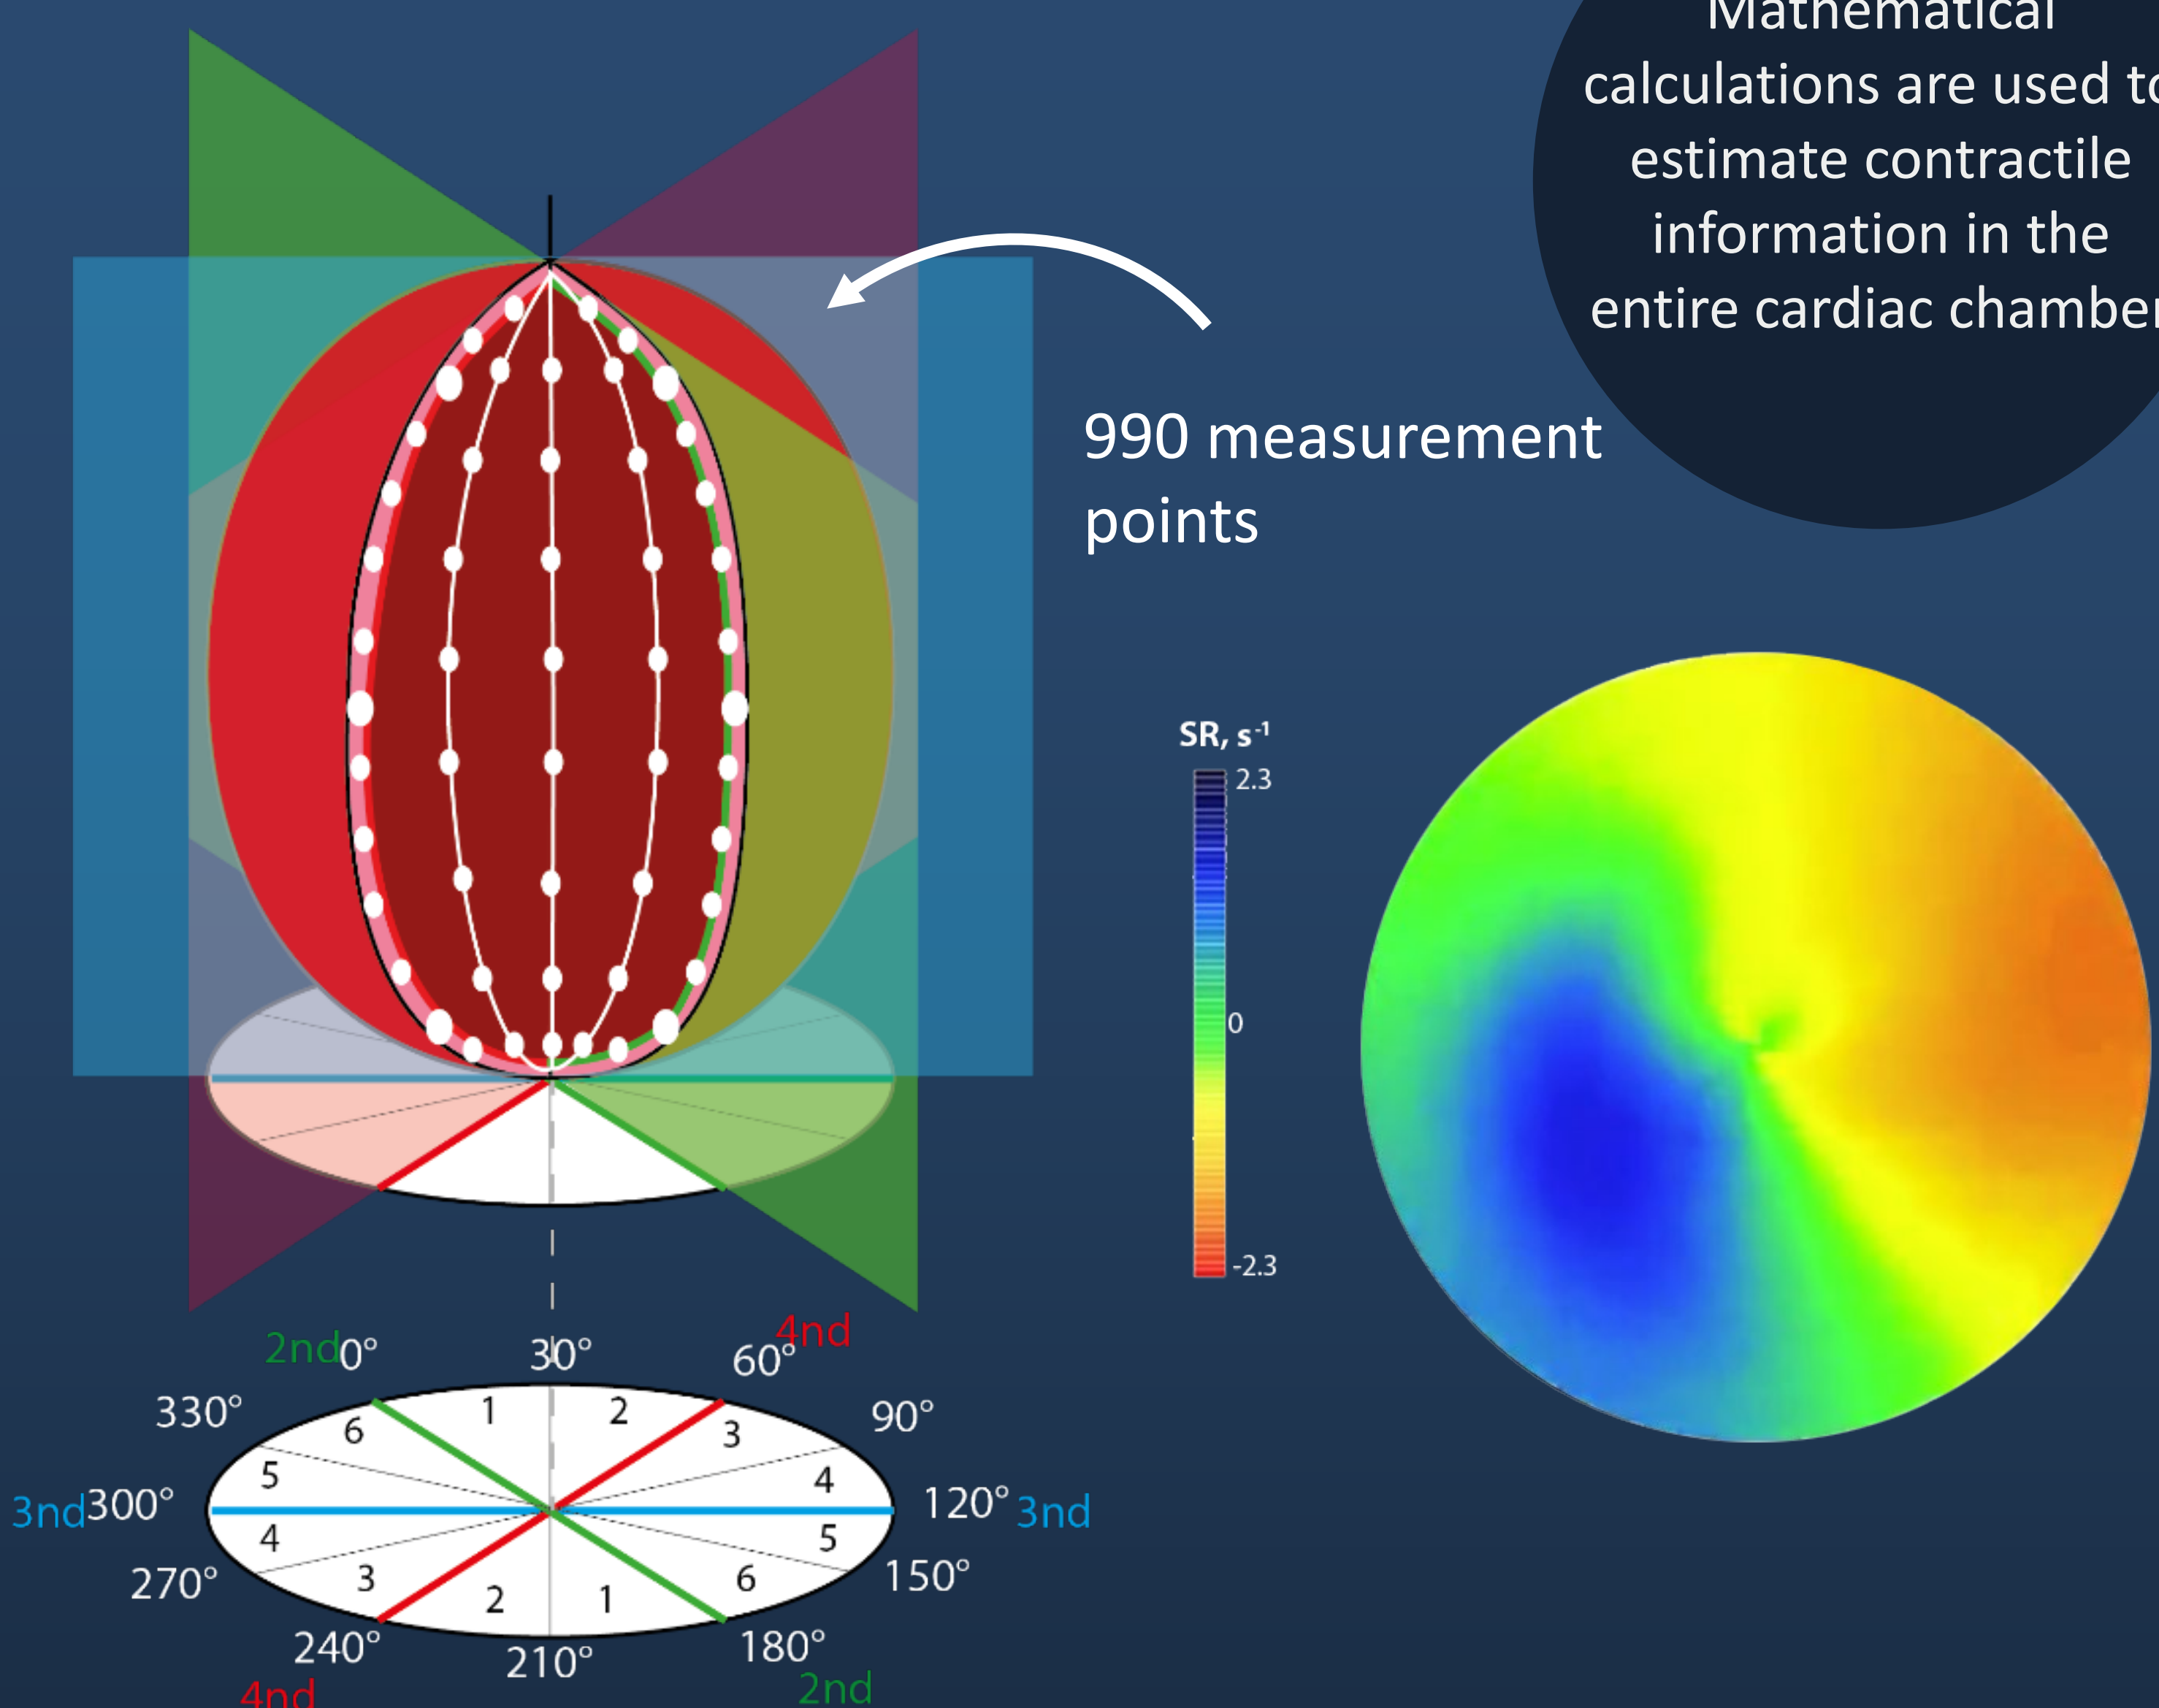 Mathematical
calculations are used to
estimate contractile
information in the
entire cardiac chamber
990 measurement
points
SR, s⁻¹
2.3
0
-2.3
2nd 0°
30°
60° 4nd
330°
90°
1
2
6
3
5
4
3nd 300°
120° 3nd
4
5
3
6
2
1
270°
150°
240°
210°
180°
4nd
2nd